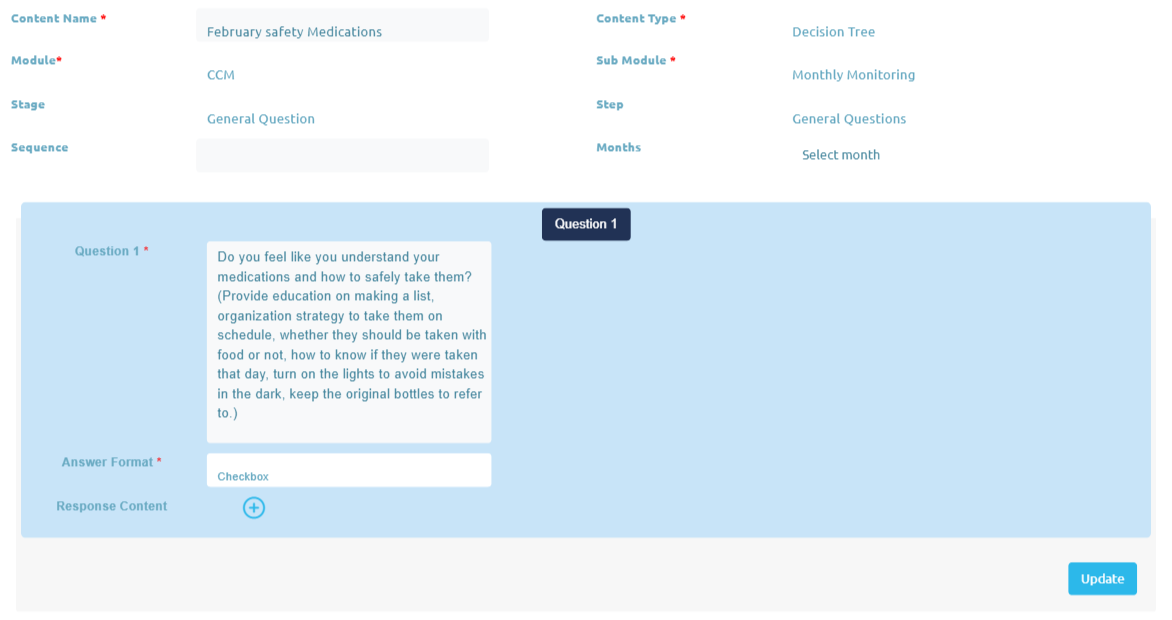 Content Name *
February safety Medications
Content Type *
Decision Tree
Module*
CCM
Sub Module *
Monthly Monitoring
Stage
General Question
Step
General Questions
Sequence
Months
Select month
Question 1
Question 1 *
Do you feel like you understand your
medications and how to safely take them?
(Provide education on making a list,
organization strategy to take them on
schedule, whether they should be taken with
food or not, how to know if they were taken
that day, turn on the lights to avoid mistakes
in the dark, keep the original bottles to refer
to.)
Answer Format *
Checkbox
Response Content
Update